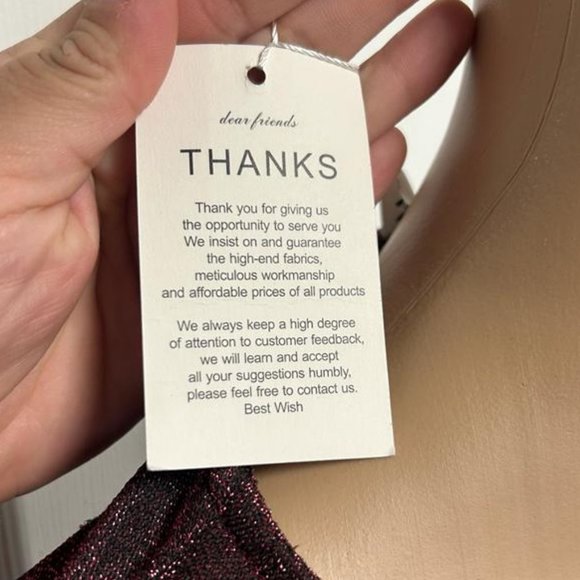 dear friends
THANKS
Thank you for giving us
the opportunity to serve you
We insist on and guarantee
the high-end fabrics,
meticulous workmanship
and affordable prices of all products
We always keep a high degree
of attention to customer feedback,
we will learn and accept
all your suggestions humbly,
please feel free to contact us.
Best Wish